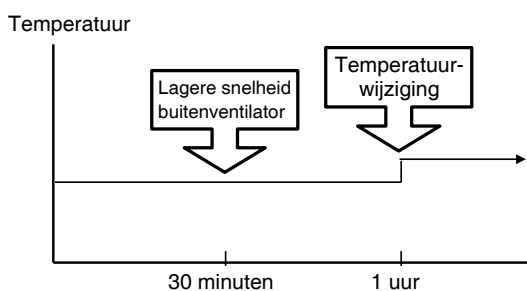 Temperatuur
Lagere snelheid
buitenventilator
Temperatuur-
wijziging
30 minuten
1 uur